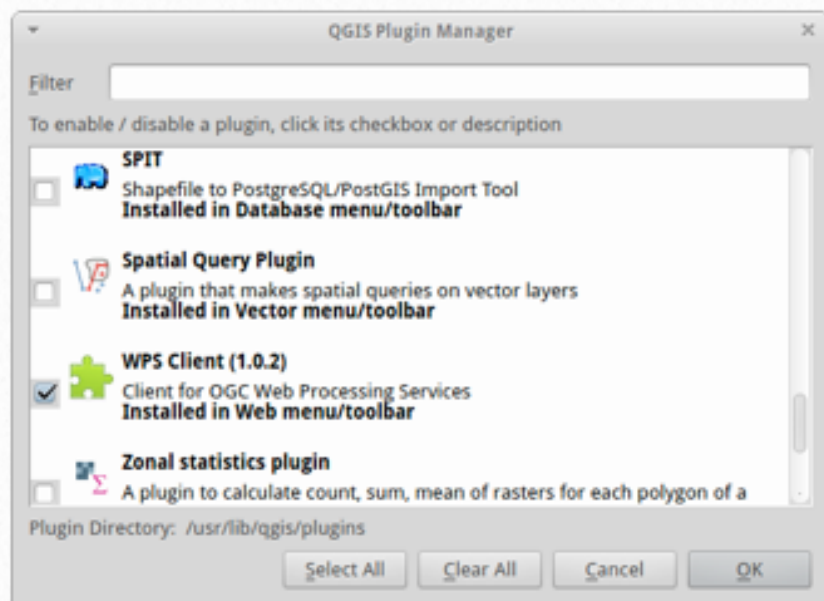 QGIS Plugin Manager
Filter
To enable / disable a plugin, click its checkbox or description
SPIT
Shapefile to PostgreSQL/PostGIS Import Tool
Installed in Database menu/toolbar
Spatial Query Plugin
A plugin that makes spatial queries on vector layers
Installed in Vector menu/toolbar
WPS Client (1.0.2)
Client for OGC Web Processing Services
Installed in Web menu/toolbar
Zonal statistics plugin
A plugin to calculate count, sum, mean of rasters for each polygon of a
Plugin Directory: /usr/lib/qgis/plugins
Select All Clear All Cancel OK